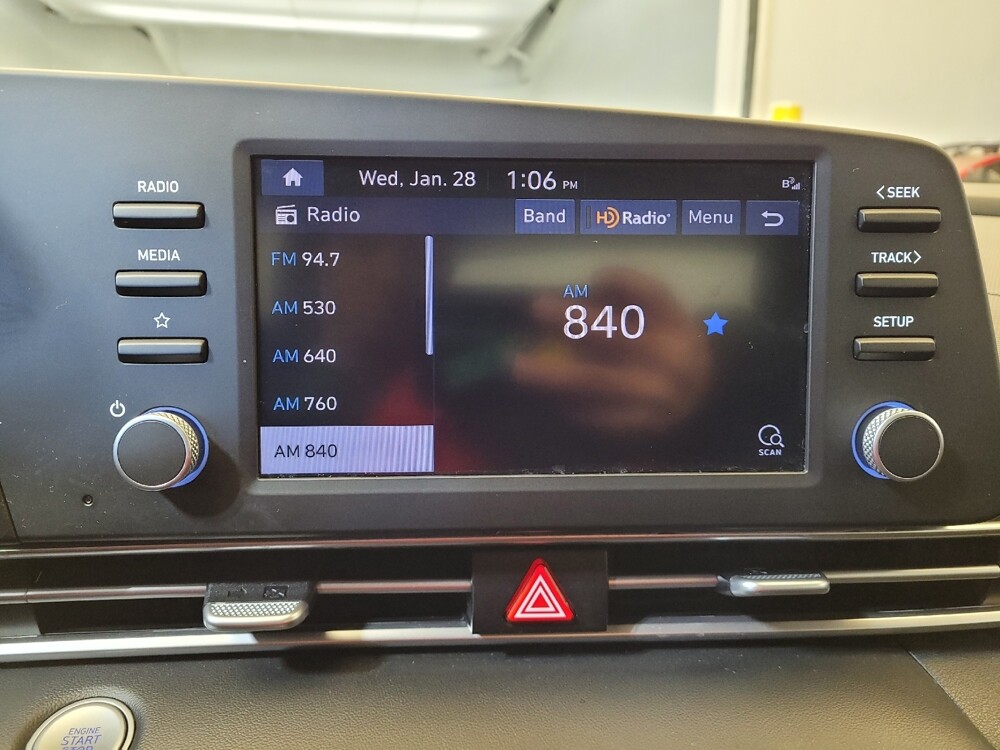 RADIO
MEDIA
Wed, Jan. 28 1:06 PM
Radio Band HD Radio Menu
FM 94.7
AM 530
AM 640
AM 760
AM 840
AM
840
SCAN
<SEEK
TRACK>
SETUP
ENGINE
START
STOP